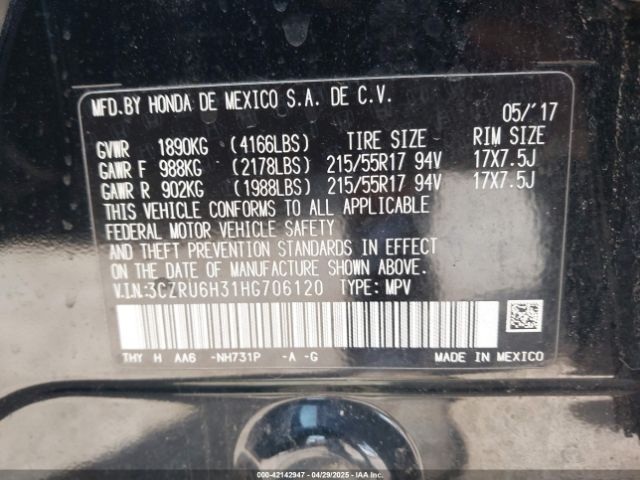 MFD.BY HONDA DE MEXICO S.A. DE C.V. 05/'17
GVWR 1890KG (4166LBS) TIRE SIZE RIM SIZE
GAWR F 988KG (2178LBS) 215/55R17 94V 17X7.5J
GAWR R 902KG (1988LBS) 215/55R17 94V 17X7.5J
THIS VEHICLE CONFORMS TO ALL APPLICABLE
FEDERAL MOTOR VEHICLE SAFETY
AND THEFT PREVENTION STANDARDS IN EFFECT
ON THE DATE OF MANUFACTURE SHOWN ABOVE.
V.I.N:3CZRU6H31HG706120 TYPE: MPV
THY H AA6 -NH731P -A -G MADE IN MEXICO
000-42142947 - 04/29/2025 - IAAI.COM